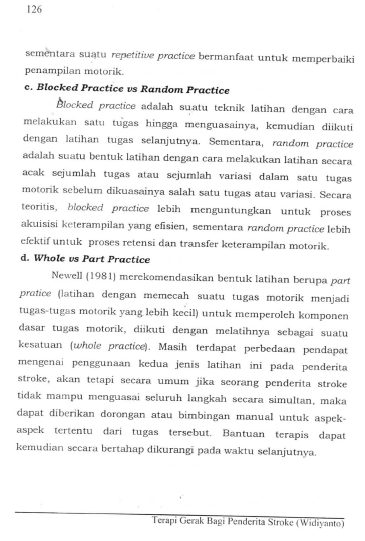 126
sementara suatu repetitive practice bermanfaat untuk memperbaiki
penampilan motorik.
c. Blocked Practice vs Random Practice
Blocked practice adalah suatu teknik latihan dengan cara
melakukan satu tugas hingga menguasainya, kemudian diikuti
dengan latihan tugas selanjutnya. Sementara, random practice
adalah suatu bentuk latihan dengan cara melakukan latihan secara
acak sejumlah tugas atau sejumlah variasi dalam satu tugas
motorik sebelum dikuasainya salah satu tugas atau variasi. Secara
teoritis, blocked practice lebih menguntungkan untuk proses
akuisisi keterampilan yang efisien, sementara random practice lebih
efektif untuk proses retensi dan transfer keterampilan motorik.
d. Whole vs Part Practice
Newell (1981) merekomendasikan bentuk latihan berupa part
pratice (latihan dengan memecah suatu tugas motorik menjadi
tugas-tugas motorik yang lebih kecil) untuk memperoleh komponen
dasar tugas motorik, diikuti dengan melatihnya sebagai suatu
kesatuan (whole practice). Masih terdapat perbedaan pendapat
mengenai penggunaan kedua jenis latihan ini pada penderita
stroke, akan tetapi secara umum jika seorang penderita stroke
tidak mampu menguasai seluruh langkah secara simultan, maka
dapat diberikan dorongan atau bimbingan manual untuk aspek-
aspek tertentu dari tugas tersebut. Bantuan terapis dapat
kemudian secara bertahap dikurangi pada waktu selanjutnya.
Terapi Gerak Bagi Penderita Stroke (Widiyanto)